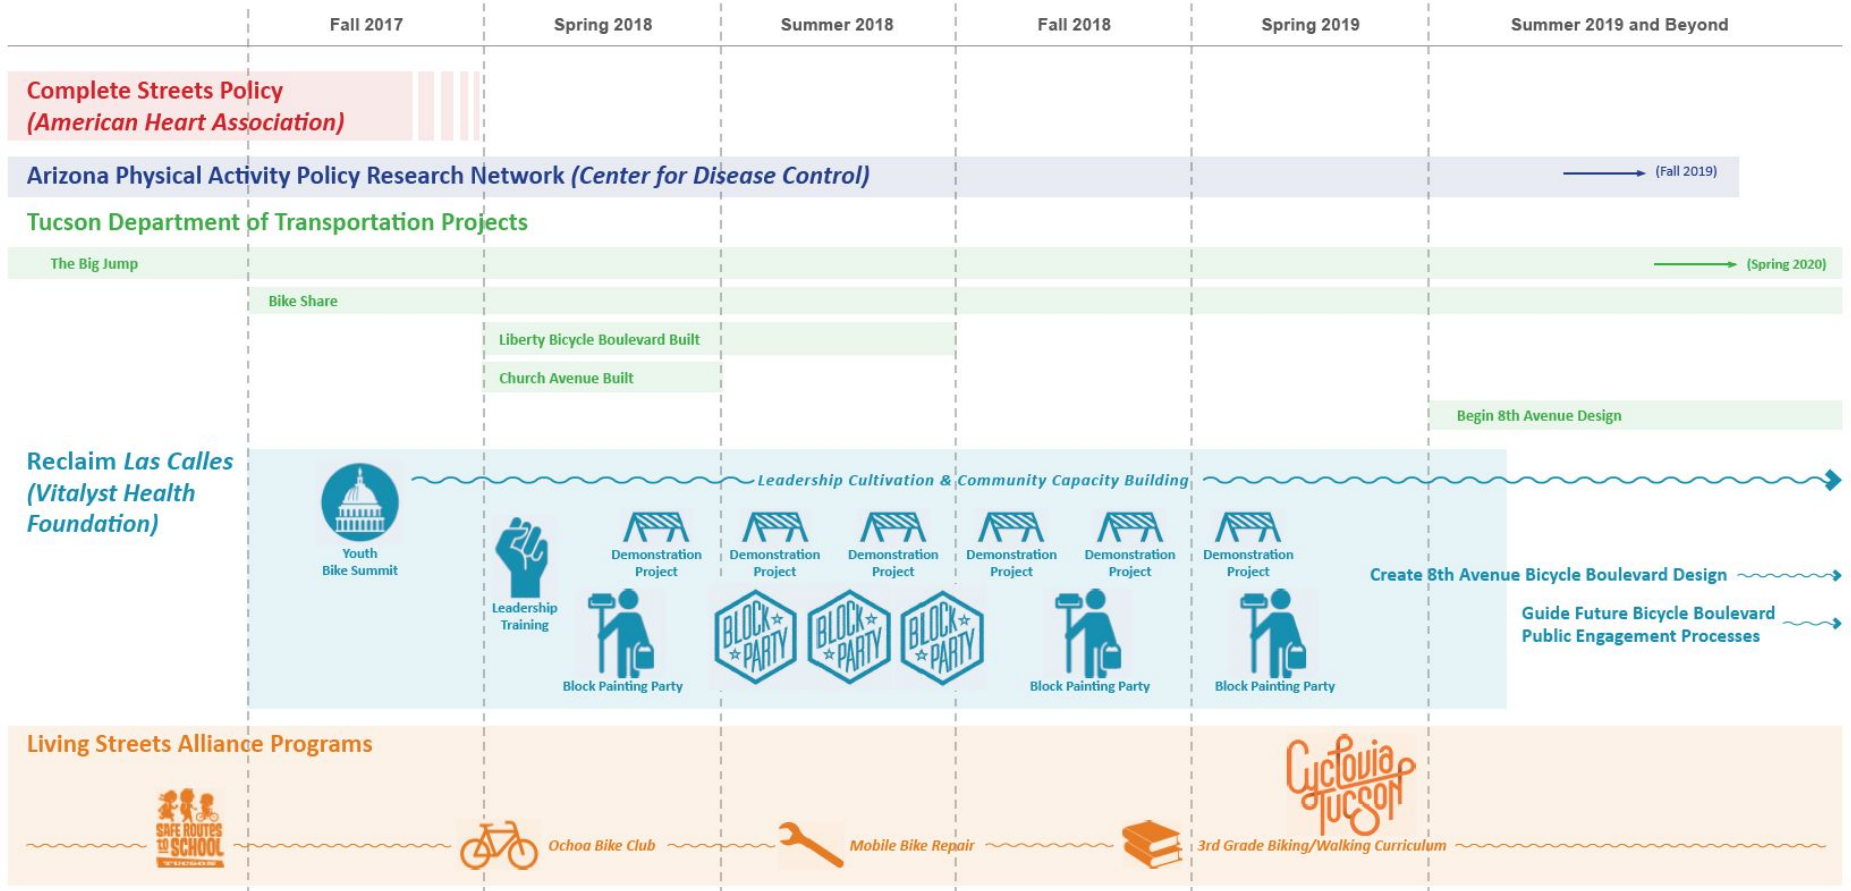 Fall 2017
Spring 2018
Summer 2018
Fall 2018
Spring 2019
Summer 2019 and Beyond
Complete Streets Policy
(American Heart Association)
Arizona Physical Activity Policy Research Network (Center for Disease Control)
(Fall 2019)
Tucson Department of Transportation Projects
The Big Jump
(Spring 2020)
Bike Share
Liberty Bicycle Boulevard Built
Church Avenue Built
Begin 8th Avenue Design
Reclaim Las Calles
(Vitalyst Health
Foundation)
Leadership Cultivation & Community Capacity Building
Youth
Bike Summit
Leadership
Training
Demonstration
Project
Demonstration
Project
Demonstration
Project
Demonstration
Project
Demonstration
Project
Demonstration
Project
Block Painting Party
BLOCK
PARTY
BLOCK
PARTY
BLOCK
PARTY
Block Painting Party
Block Painting Party
Create 8th Avenue Bicycle Boulevard Design
Guide Future Bicycle Boulevard
Public Engagement Processes
Living Streets Alliance Programs
SAFE ROUTES
TO SCHOOL
TUCSON
Ochoa Bike Club
Mobile Bike Repair
3rd Grade Biking/Walking Curriculum
Cyclovia
Tucson